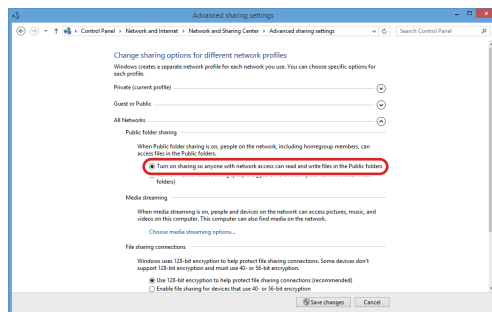 Advanced sharing settings
Control Panel ▸ Network and Internet ▸ Network and Sharing Center ▸ Advanced sharing settings
Search Control Panel
Change sharing options for different network profiles
Windows creates a separate network profile for each network you use. You can choose specific options for
each profile.
Private (current profile)
Guest or Public
All Networks
Public folder sharing
When Public folder sharing is on, people on the network, including homegroup members, can
access files in the Public folders.
Turn on sharing so anyone with network access can read and write files in the Public folders
folders)
Media streaming
When media streaming is on, people and devices on the network can access pictures, music, and
videos on this computer. This computer can also find media on the network.
Choose media streaming options...
File sharing connections
Windows uses 128-bit encryption to help protect file sharing connections. Some devices don't
support 128-bit encryption and must use 40- or 56-bit encryption.
Use 128-bit encryption to help protect file sharing connections (recommended)
Enable file sharing for devices that use 40- or 56-bit encryption
Save changes
Cancel